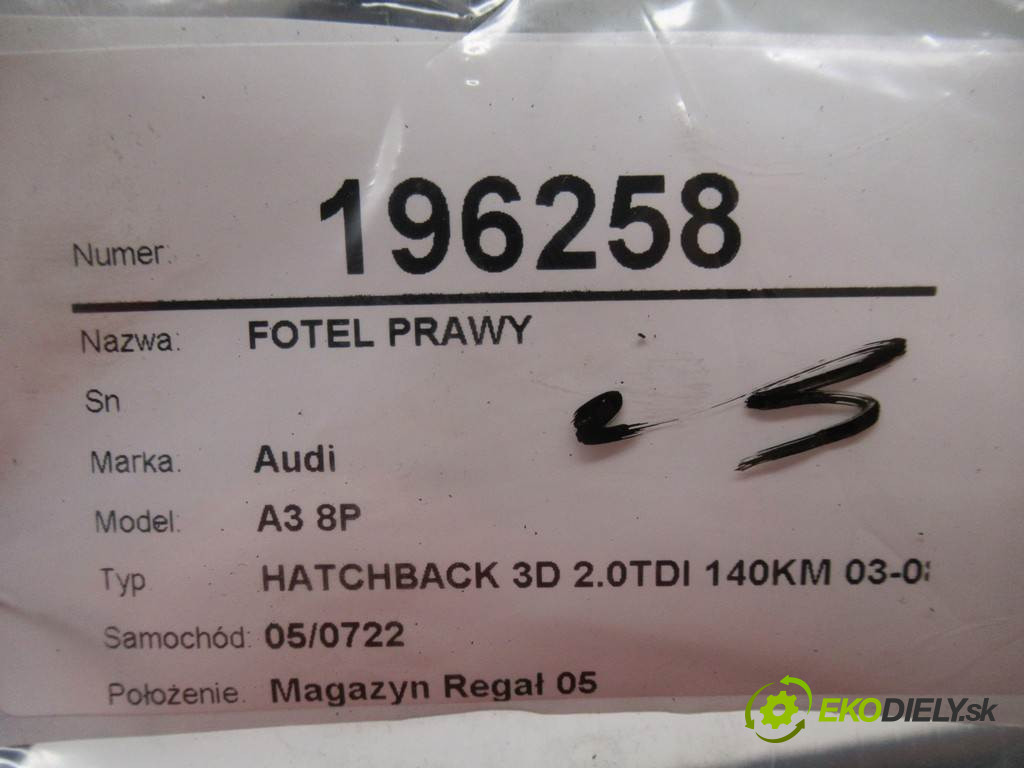 Numer: 196258
Nazwa: FOTEL PRAWY
Sn
Marka: Audi
Model: A3 8P
Typ HATCHBACK 3D 2.0TDI 140KM 03-0
Samochód: 05/0722
Położenie. Magazyn Regał 05
EKODIELY.sk